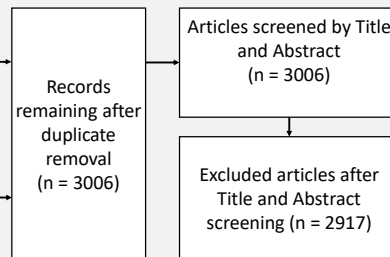 Records
remaining after
duplicate
removal
(n = 3006)
Articles screened by Title
and Abstract
(n = 3006)
Excluded articles after
Title and Abstract
screening (n = 2917)